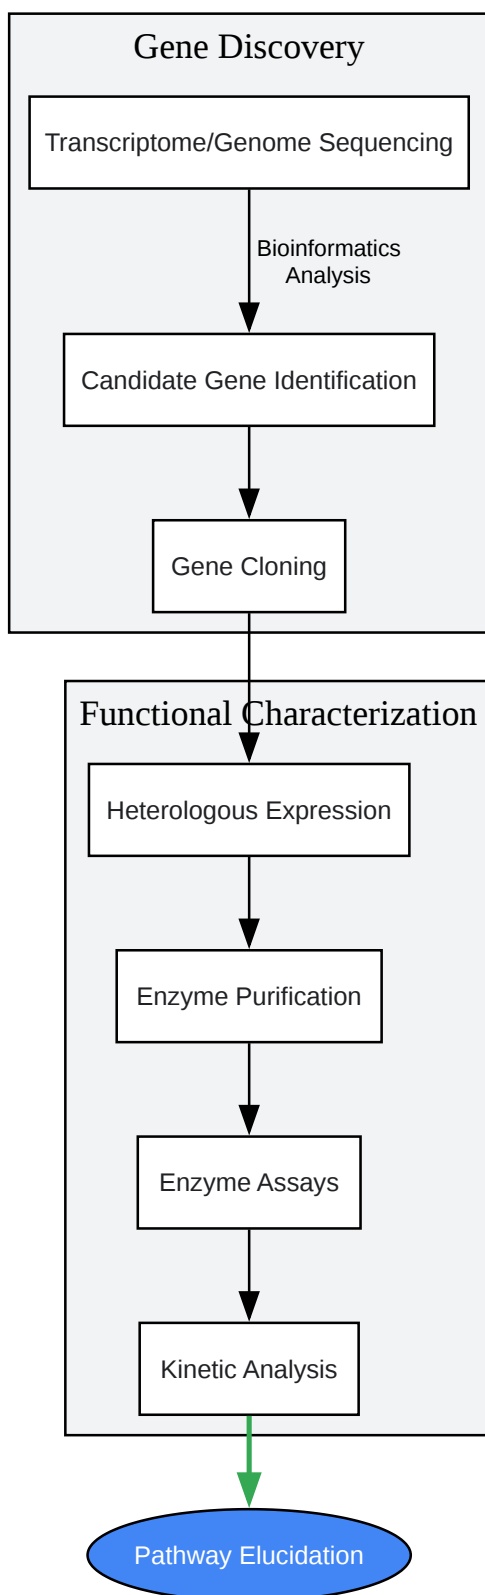 Gene Discovery
Transcriptome/Genome Sequencing
Bioinformatics
Analysis
Candidate Gene Identification
Gene Cloning
Functional Characterization
Heterologous Expression
Enzyme Purification
Enzyme Assays
Kinetic Analysis
Pathway Elucidation